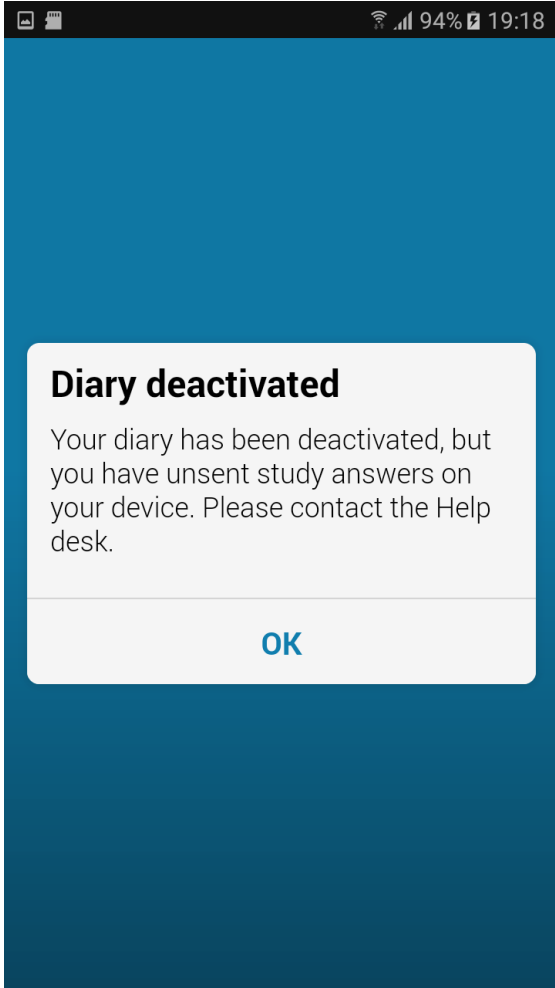 94% 19:18
Diary deactivated
Your diary has been deactivated, but
you have unsent study answers on
your device. Please contact the Help
desk.
OK